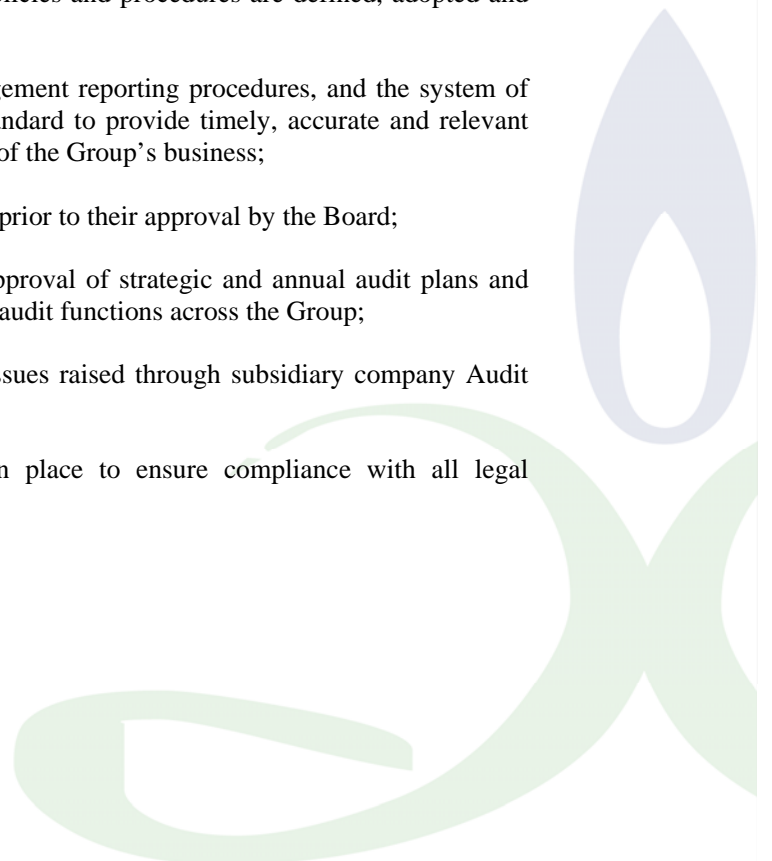 policies and procedures are defined, adopted and
gement reporting procedures, and the system of
andard to provide timely, accurate and relevant
of the Group's business;
prior to their approval by the Board;
pproval of strategic and annual audit plans and
audit functions across the Group;
ssues raised through subsidiary company Audit
n place to ensure compliance with all legal